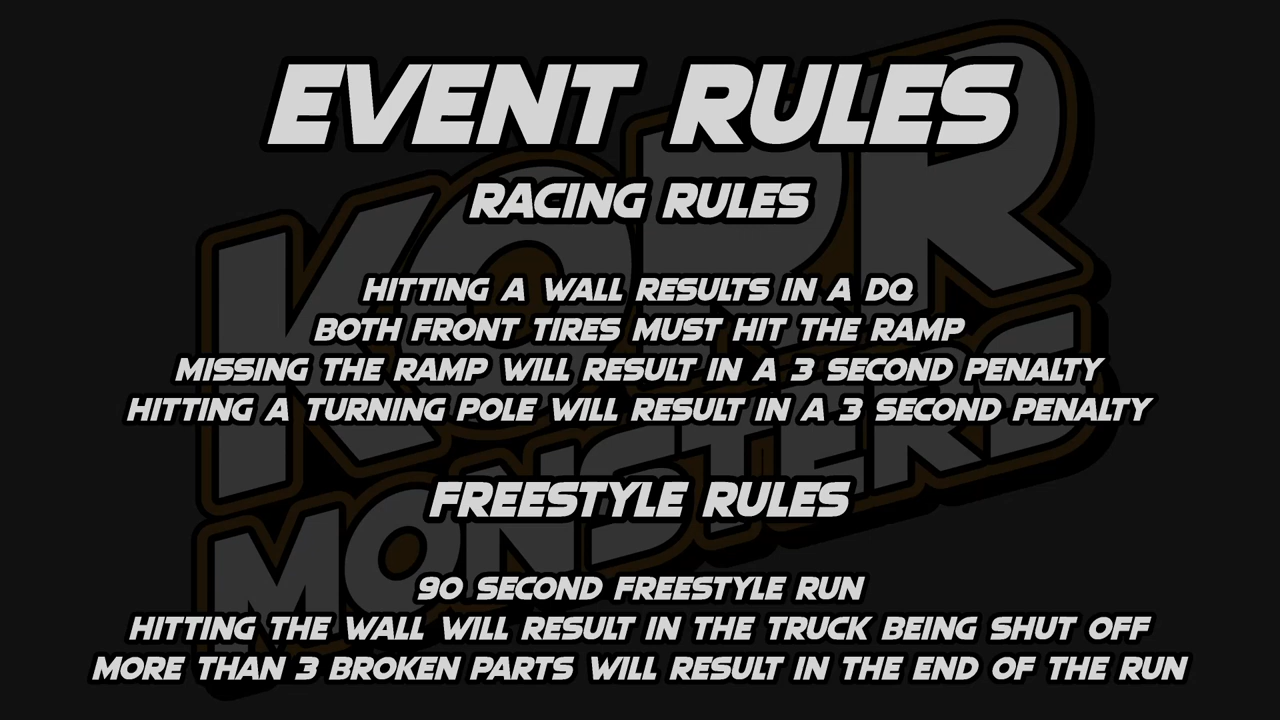 EVENT RULES
RACING RULES
HITTING A WALL RESULTS IN A DQ
BOTH FRONT TIRES MUST HIT THE RAMP
MISSING THE RAMP WILL RESULT IN A 3 SECOND PENALTY
HITTING A TURNING POLE WILL RESULT IN A 3 SECOND PENALTY
FREESTYLE RULES
90 SECOND FREESTYLE RUN
HITTING THE WALL WILL RESULT IN THE TRUCK BEING SHUT OFF
MORE THAN 3 BROKEN PARTS WILL RESULT IN THE END OF THE RUN
MONSTERS